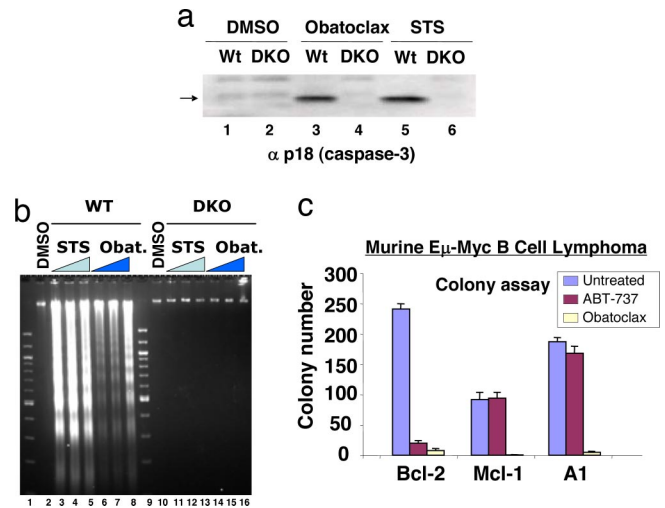 a
DMSO Obatoclax STS
Wt DKO Wt DKO Wt DKO
1 2 3 4 5 6
α p18 (caspase-3)
b
WT DKO
DMSO STS Obat. DMSO STS Obat.
1 2 3 4 5 6 7 8 9 10 11 12 13 14 15 16
c
Murine Eμ-Myc B Cell Lymphoma
Colony assay
Untreated
ABT-737
Obatoclax
Colony number
300
250
200
150
100
50
0
Bcl-2 Mcl-1 A1